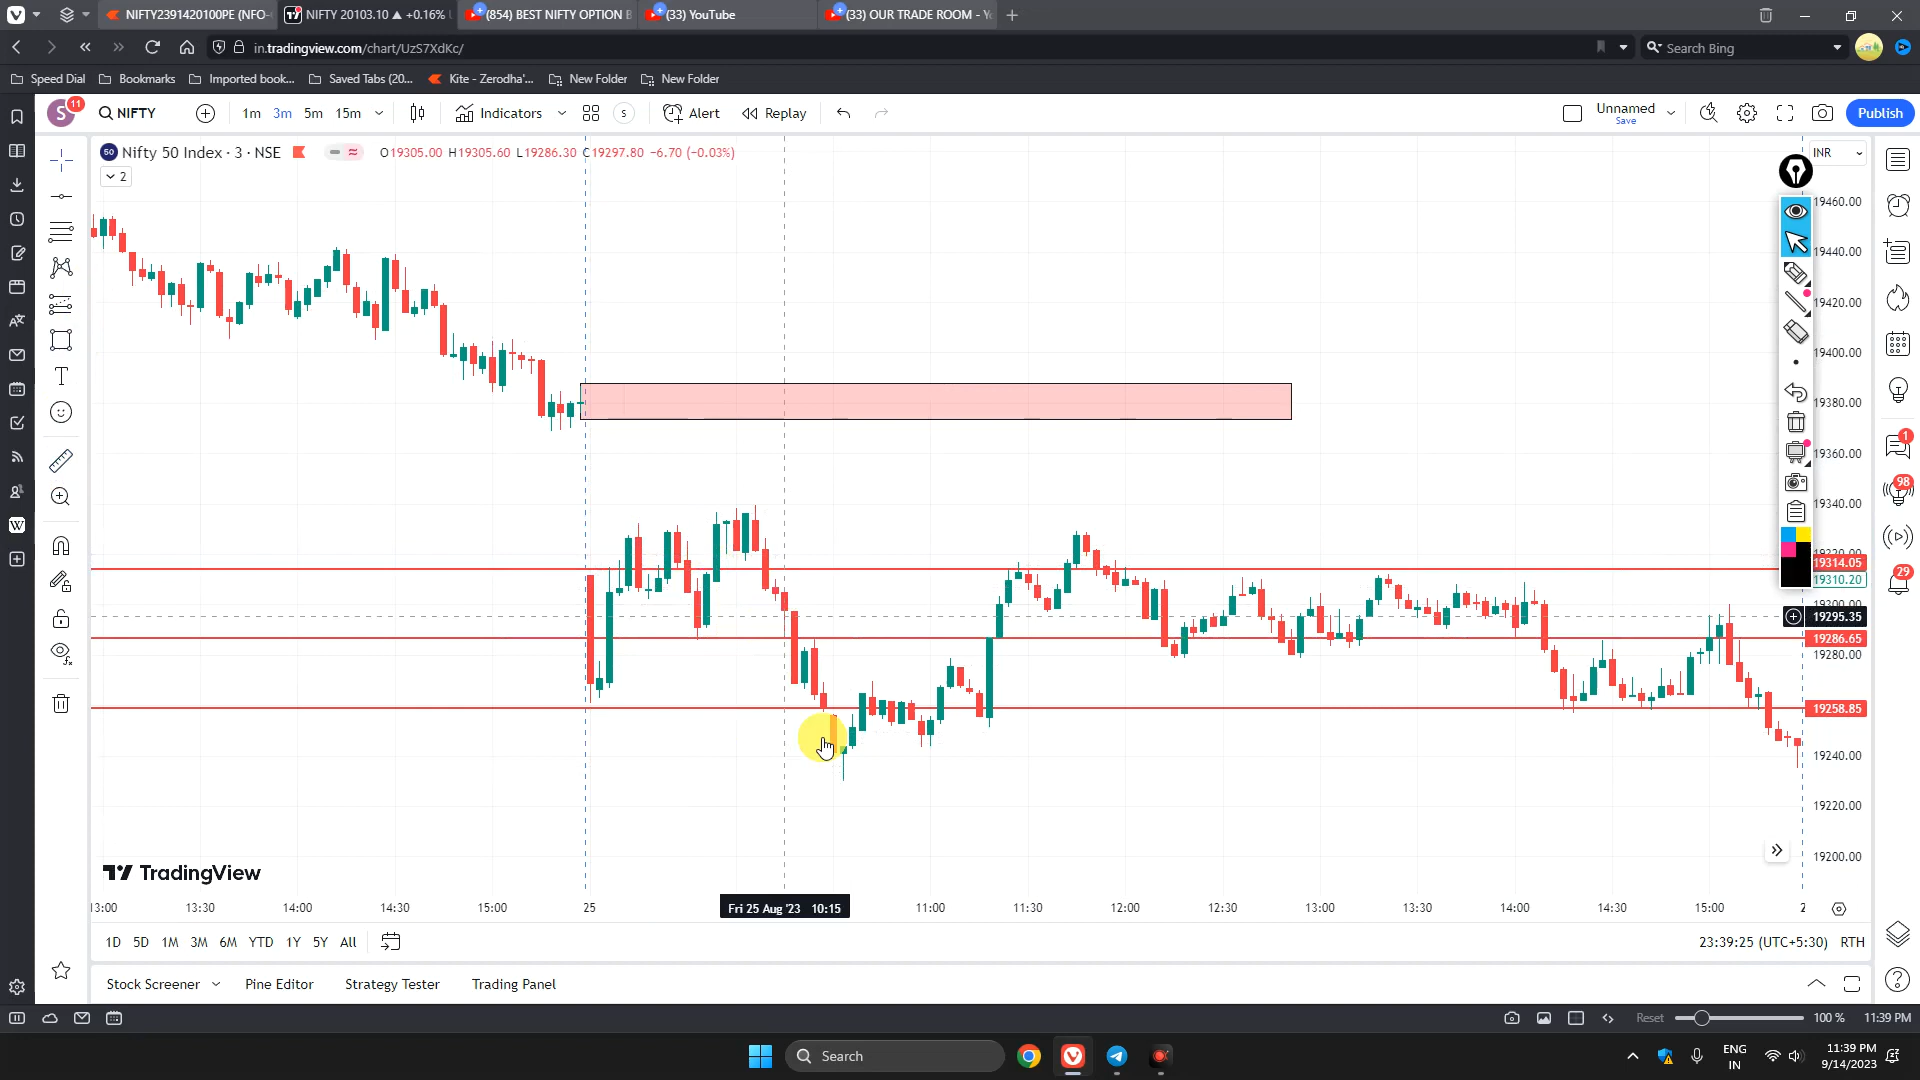 NIFTY2391420100PE (NFO-
NIFTY 20103.10 ▲ +0.16%
(854) BEST NIFTY OPTION B
(33) YouTube
(33) OUR TRADE ROOM - Y
in.tradingview.com/chart/UzS7XdKc/
Search Bing
Speed Dial
Bookmarks
Imported book...
Saved Tabs (20...
Kite - Zerodha'...
New Folder
New Folder
S
11
NIFTY
1m
3m
5m
15m
Indicators
S
Alert
Replay
Unnamed
Save
Publish
50
Nifty 50 Index · 3 · NSE
O19305.00 H19305.60 L19286.30 C19297.80 −6.70 (−0.03%)
INR
2
19460.00
19440.00
19420.00
19400.00
19380.00
19360.00
19340.00
19314.05
19310.20
19300.00
19295.35
19286.65
19280.00
19258.85
19240.00
19220.00
19200.00
1
98
29
W
T
TradingView
13:00
13:30
14:00
14:30
15:00
25
Fri 25 Aug '23 10:15
11:00
11:30
12:00
12:30
13:00
13:30
14:00
14:30
15:00
2
1D
5D
1M
3M
6M
YTD
1Y
5Y
All
23:39:25 (UTC+5:30)
RTH
Stock Screener
Pine Editor
Strategy Tester
Trading Panel
Reset
100 %
11:39 PM
Search
ENG
IN
11:39 PM
9/14/2023